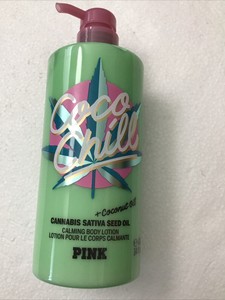 Coco
Chill
+ Coconut Oil
CANNABIS SATIVA SEED OIL
CALMING BODY LOTION
LOTION POUR LE CORPS CALMANTE
PINK